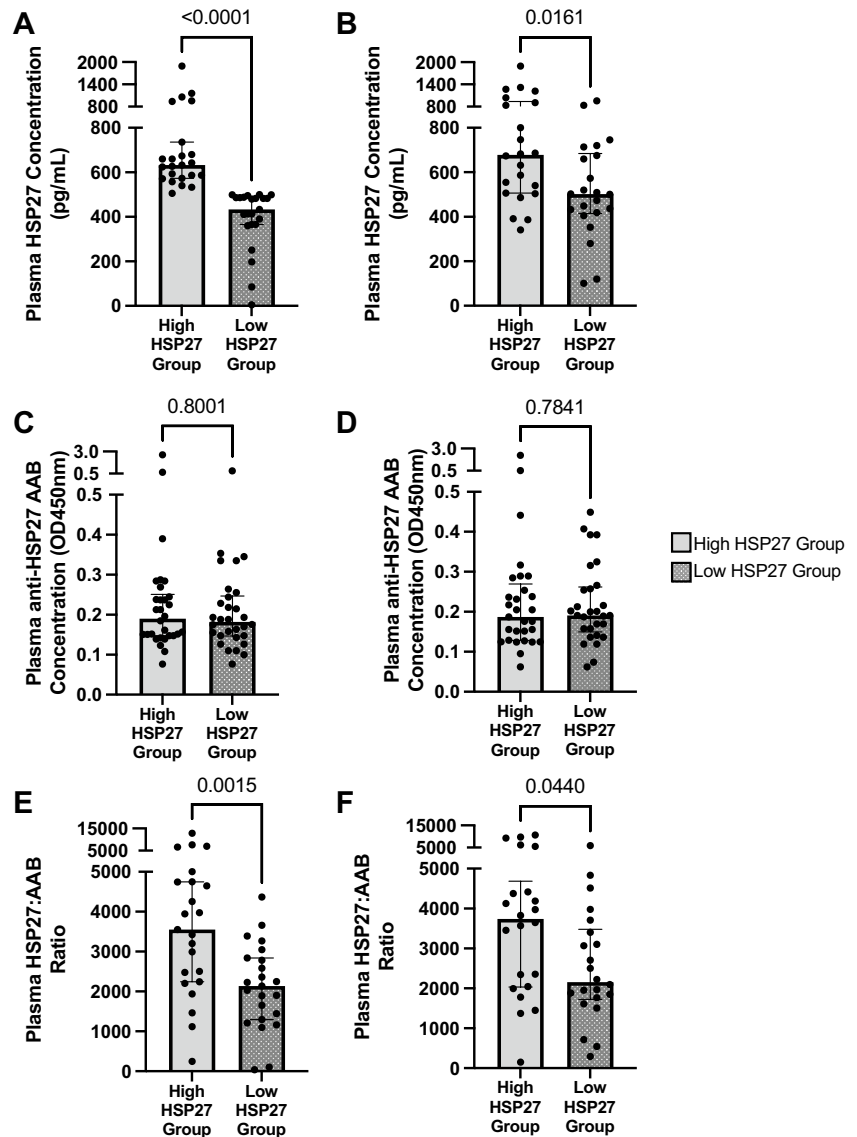 A
<0.0001
Plasma HSP27 Concentration
(pg/mL)
2000
1400
800
800
600
400
200
0
High
HSP27
Group
Low
HSP27
Group
B
0.0161
Plasma HSP27 Concentration
(pg/mL)
2000
1400
800
800
600
400
200
0
High
HSP27
Group
Low
HSP27
Group
C
0.8001
Plasma anti-HSP27 AAB
Concentration (OD450nm)
3.0
0.5
0.5
0.4
0.3
0.2
0.1
0.0
High
HSP27
Group
Low
HSP27
Group
D
0.7841
Plasma anti-HSP27 AAB
Concentration (OD450nm)
3.0
0.5
0.5
0.4
0.3
0.2
0.1
0.0
High
HSP27
Group
Low
HSP27
Group
High HSP27 Group
Low HSP27 Group
E
0.0015
Plasma HSP27:AAB
Ratio
15000
5000
5000
4000
3000
2000
1000
0
High
HSP27
Group
Low
HSP27
Group
F
0.0440
Plasma HSP27:AAB
Ratio
15000
5000
5000
4000
3000
2000
1000
0
High
HSP27
Group
Low
HSP27
Group